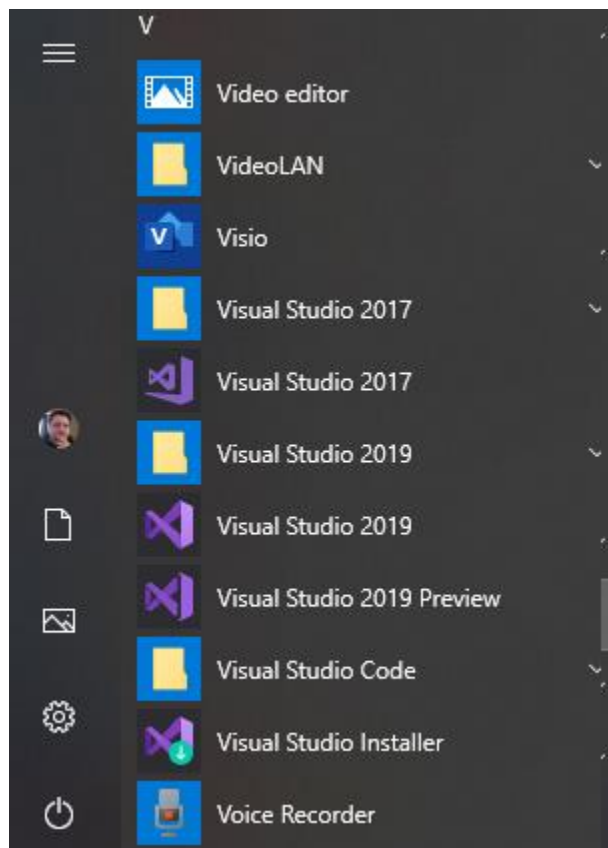 V
Video editor
VideoLAN
Visio
Visual Studio 2017
Visual Studio 2017
Visual Studio 2019
Visual Studio 2019
Visual Studio 2019 Preview
Visual Studio Code
Visual Studio Installer
Voice Recorder